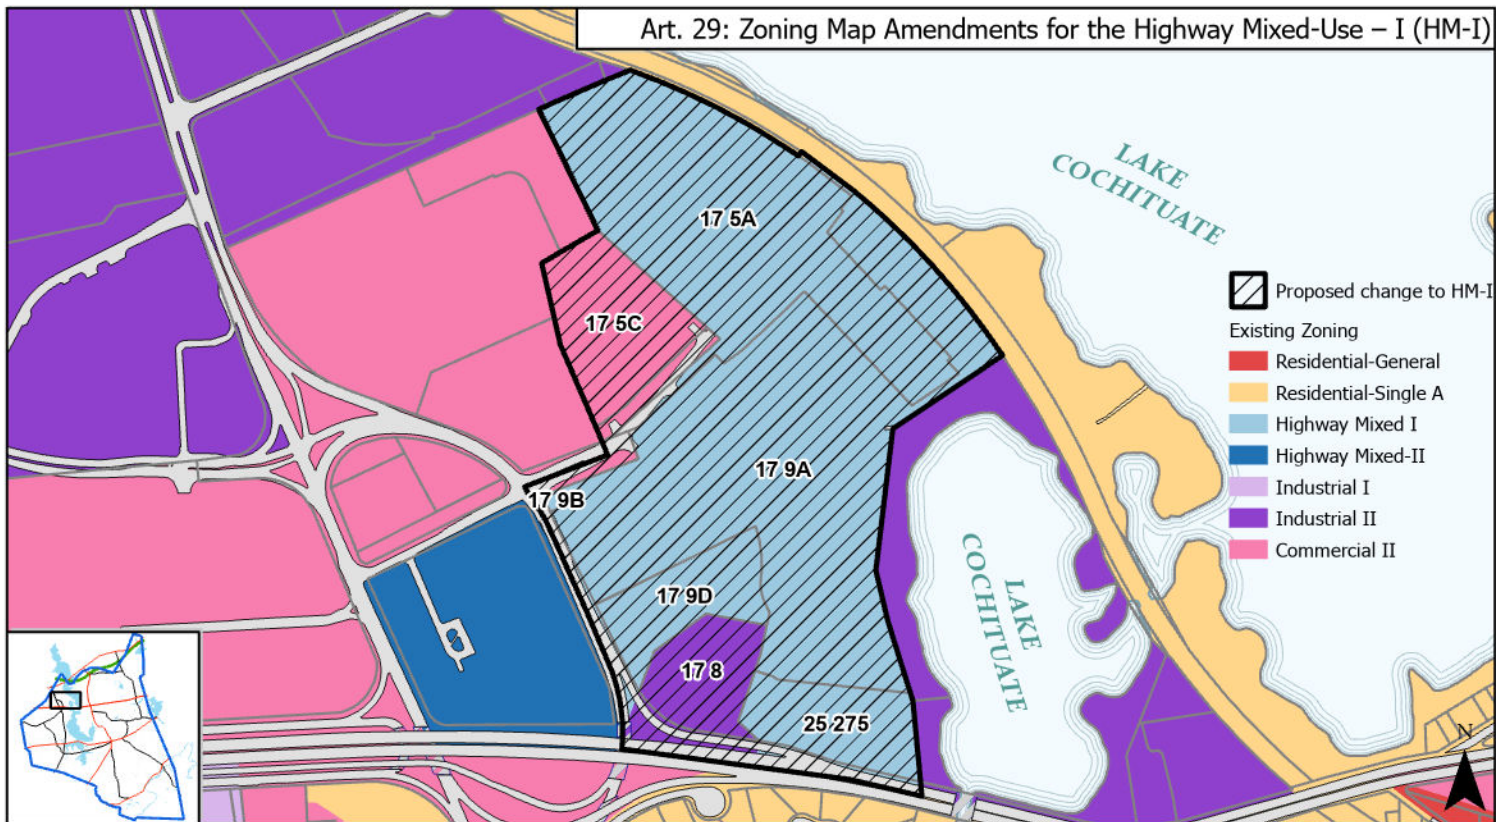 Art. 29: Zoning Map Amendments for the Highway Mixed-Use – I (HM-I)
LAKE
COCHITUATE
17 5A
Proposed change to HM-I
17 5C
Existing Zoning
Residential-General
Residential-Single A
Highway Mixed I
Highway Mixed-II
Industrial I
Industrial II
Commercial II
17 9A
17 9B
LAKE
COCHITUATE
17 9D
17 8
25 275
N